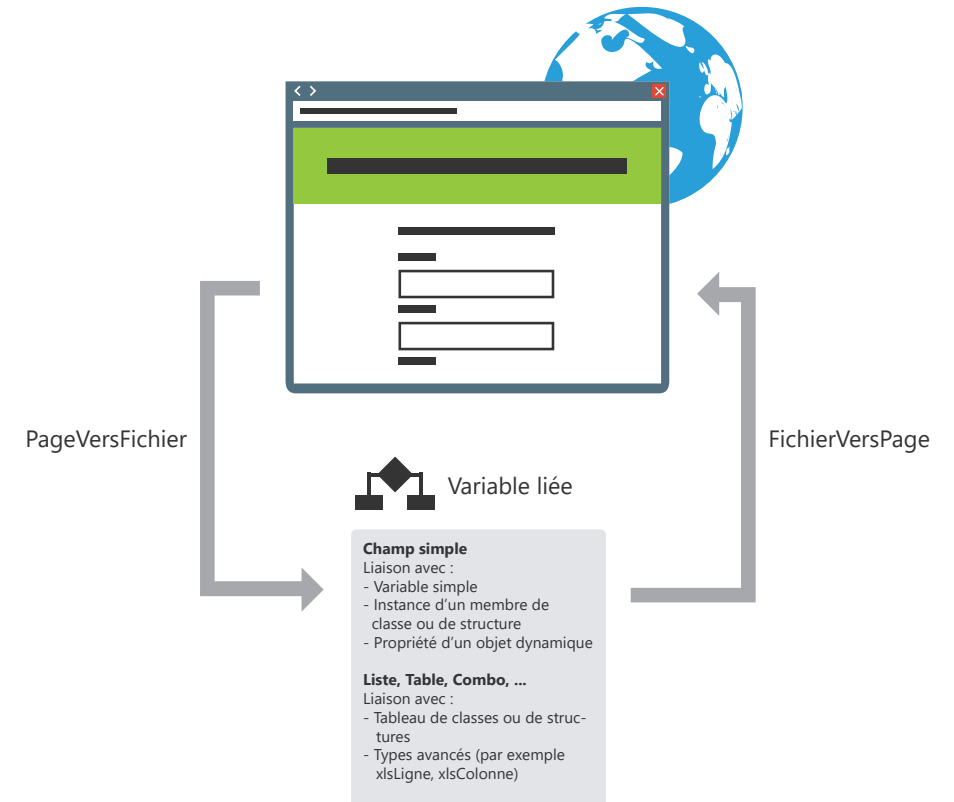 PageVersFichier
FichierVersPage
Variable liée
Champ simple
Liaison avec :
- Variable simple
- Instance d’un membre de
classe ou de structure
- Propriété d’un objet dynamique
Liste, Table, Combo, ...
Liaison avec :
- Tableau de classes ou de struc-
tures
- Types avancés (par exemple
xlsLigne, xlsColonne)